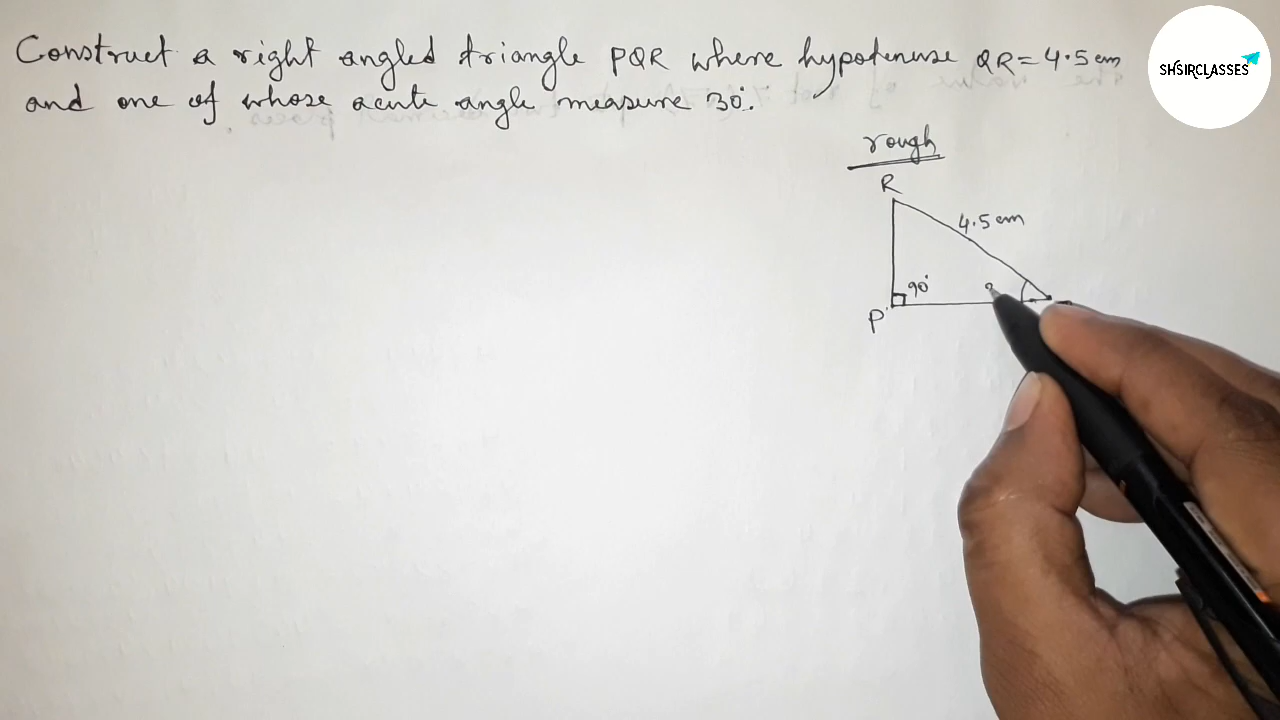 Construct a right angled triangle PQR where hypotenuse QR = 4.5 cm
and one of whose acute angle measure 30°.
SHSIRCLASSES
rough
R
4.5 cm
90°
P